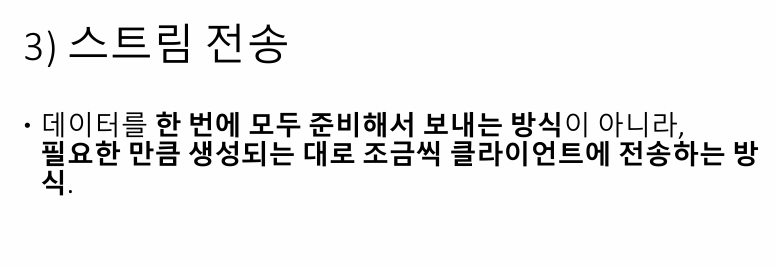 3) 스트림 전송
• 데이터를 한 번에 모두 준비해서 보내는 방식이 아니라,
필요한 만큼 생성되는 대로 조금씩 클라이언트에 전송하는 방
식.